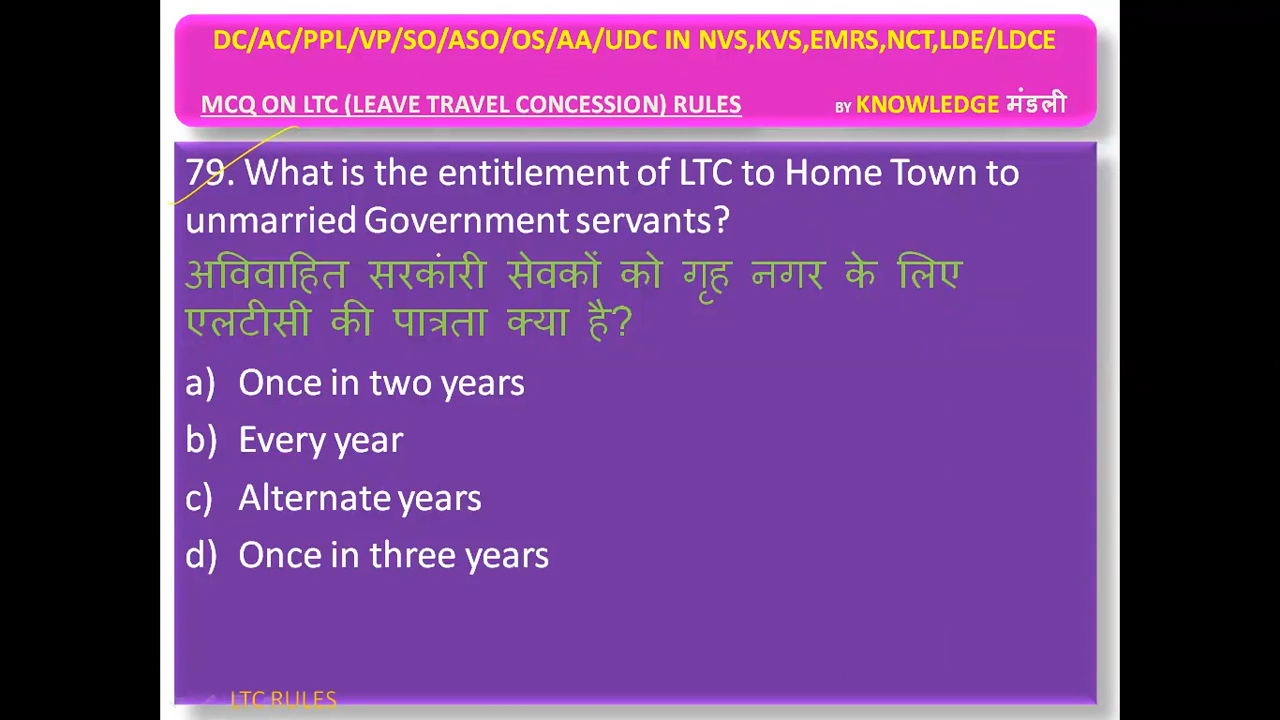 DC/AC/PPL/VP/SO/ASO/OS/AA/UDC IN NVS,KVS,EMRS,NCT,LDE/LDCE
MCQ ON LTC (LEAVE TRAVEL CONCESSION) RULES BY KNOWLEDGE मंडली
79. What is the entitlement of LTC to Home Town to
unmarried Government servants?
अविवाहित सरकारी सेवकों को गृह नगर के लिए
एलटीसी की पात्रता क्या है?
a) Once in two years
b) Every year
c) Alternate years
d) Once in three years
LTC RULES